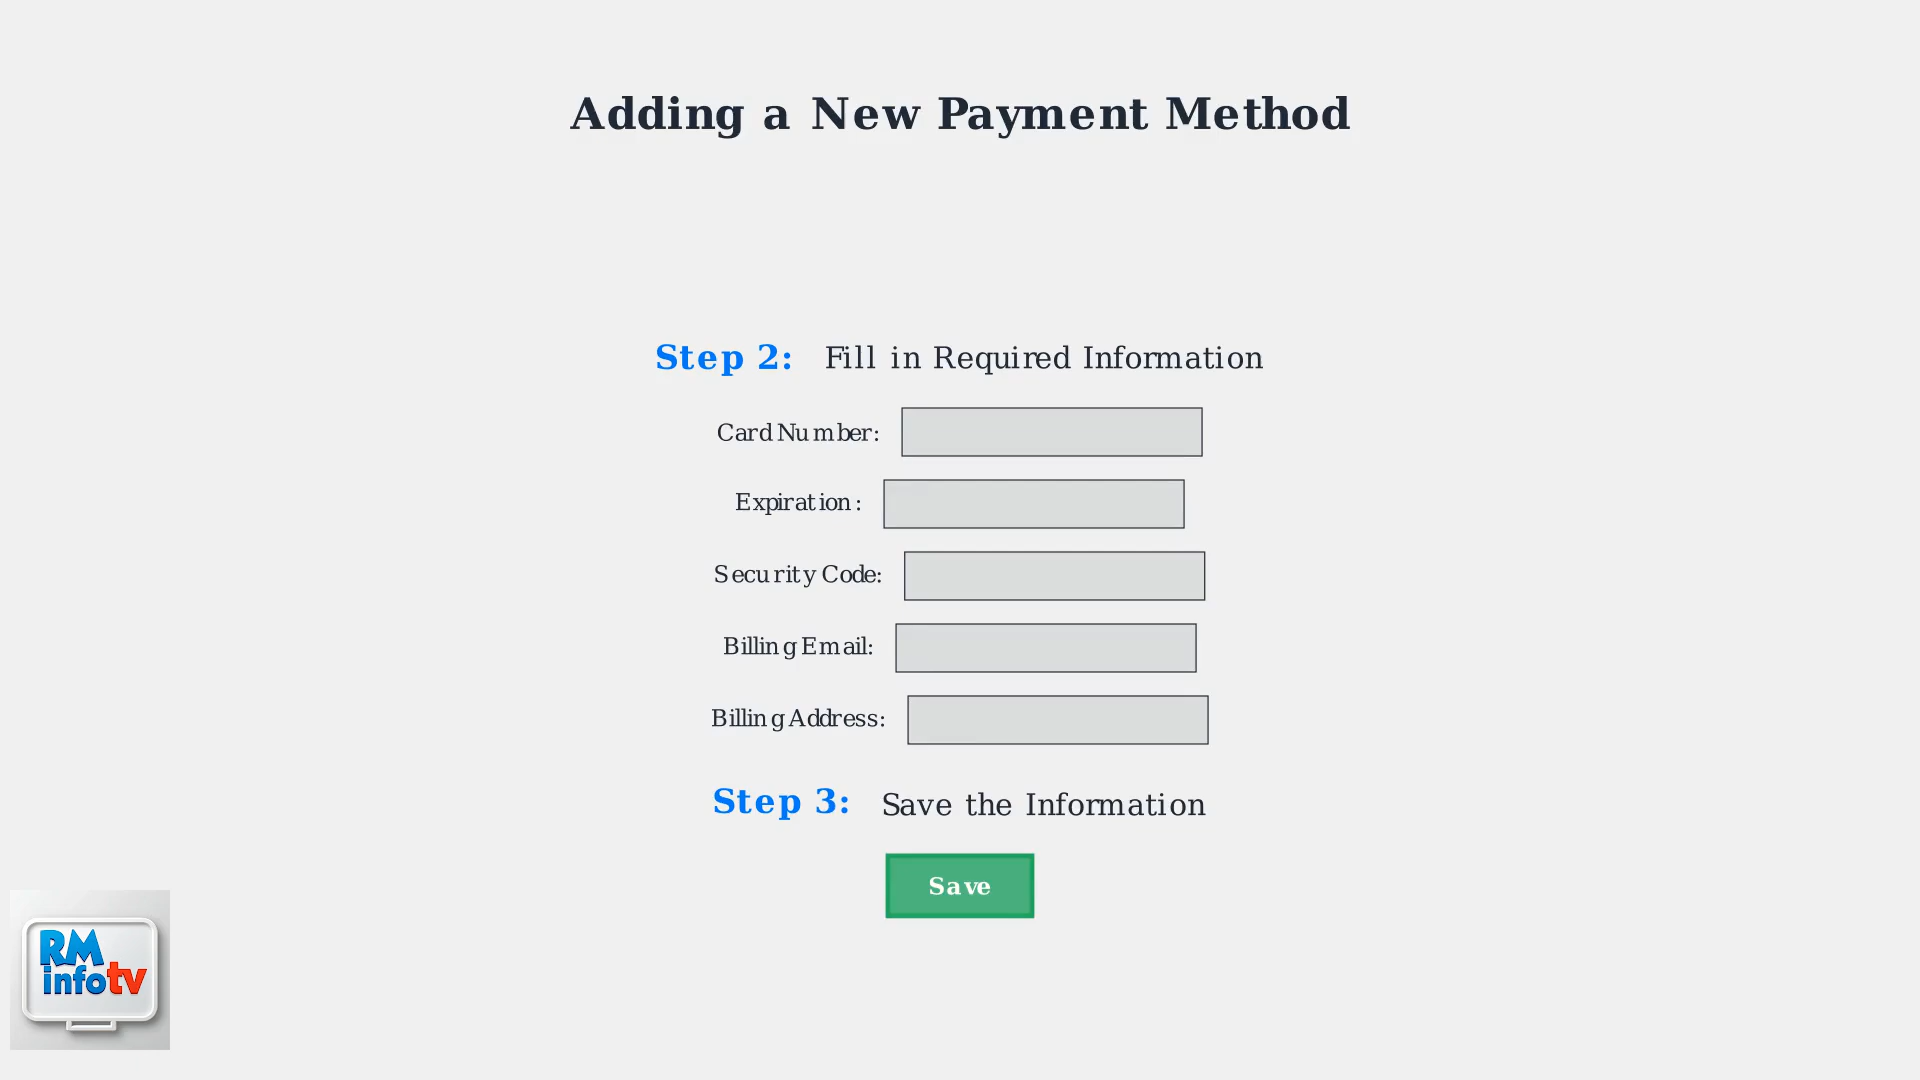 Adding a New Payment Method
Step 2: Fill in Required Information
Card Number:
Expiration:
Security Code:
Billing Email:
Billing Address:
Step 3: Save the Information
Save
RM
infotv